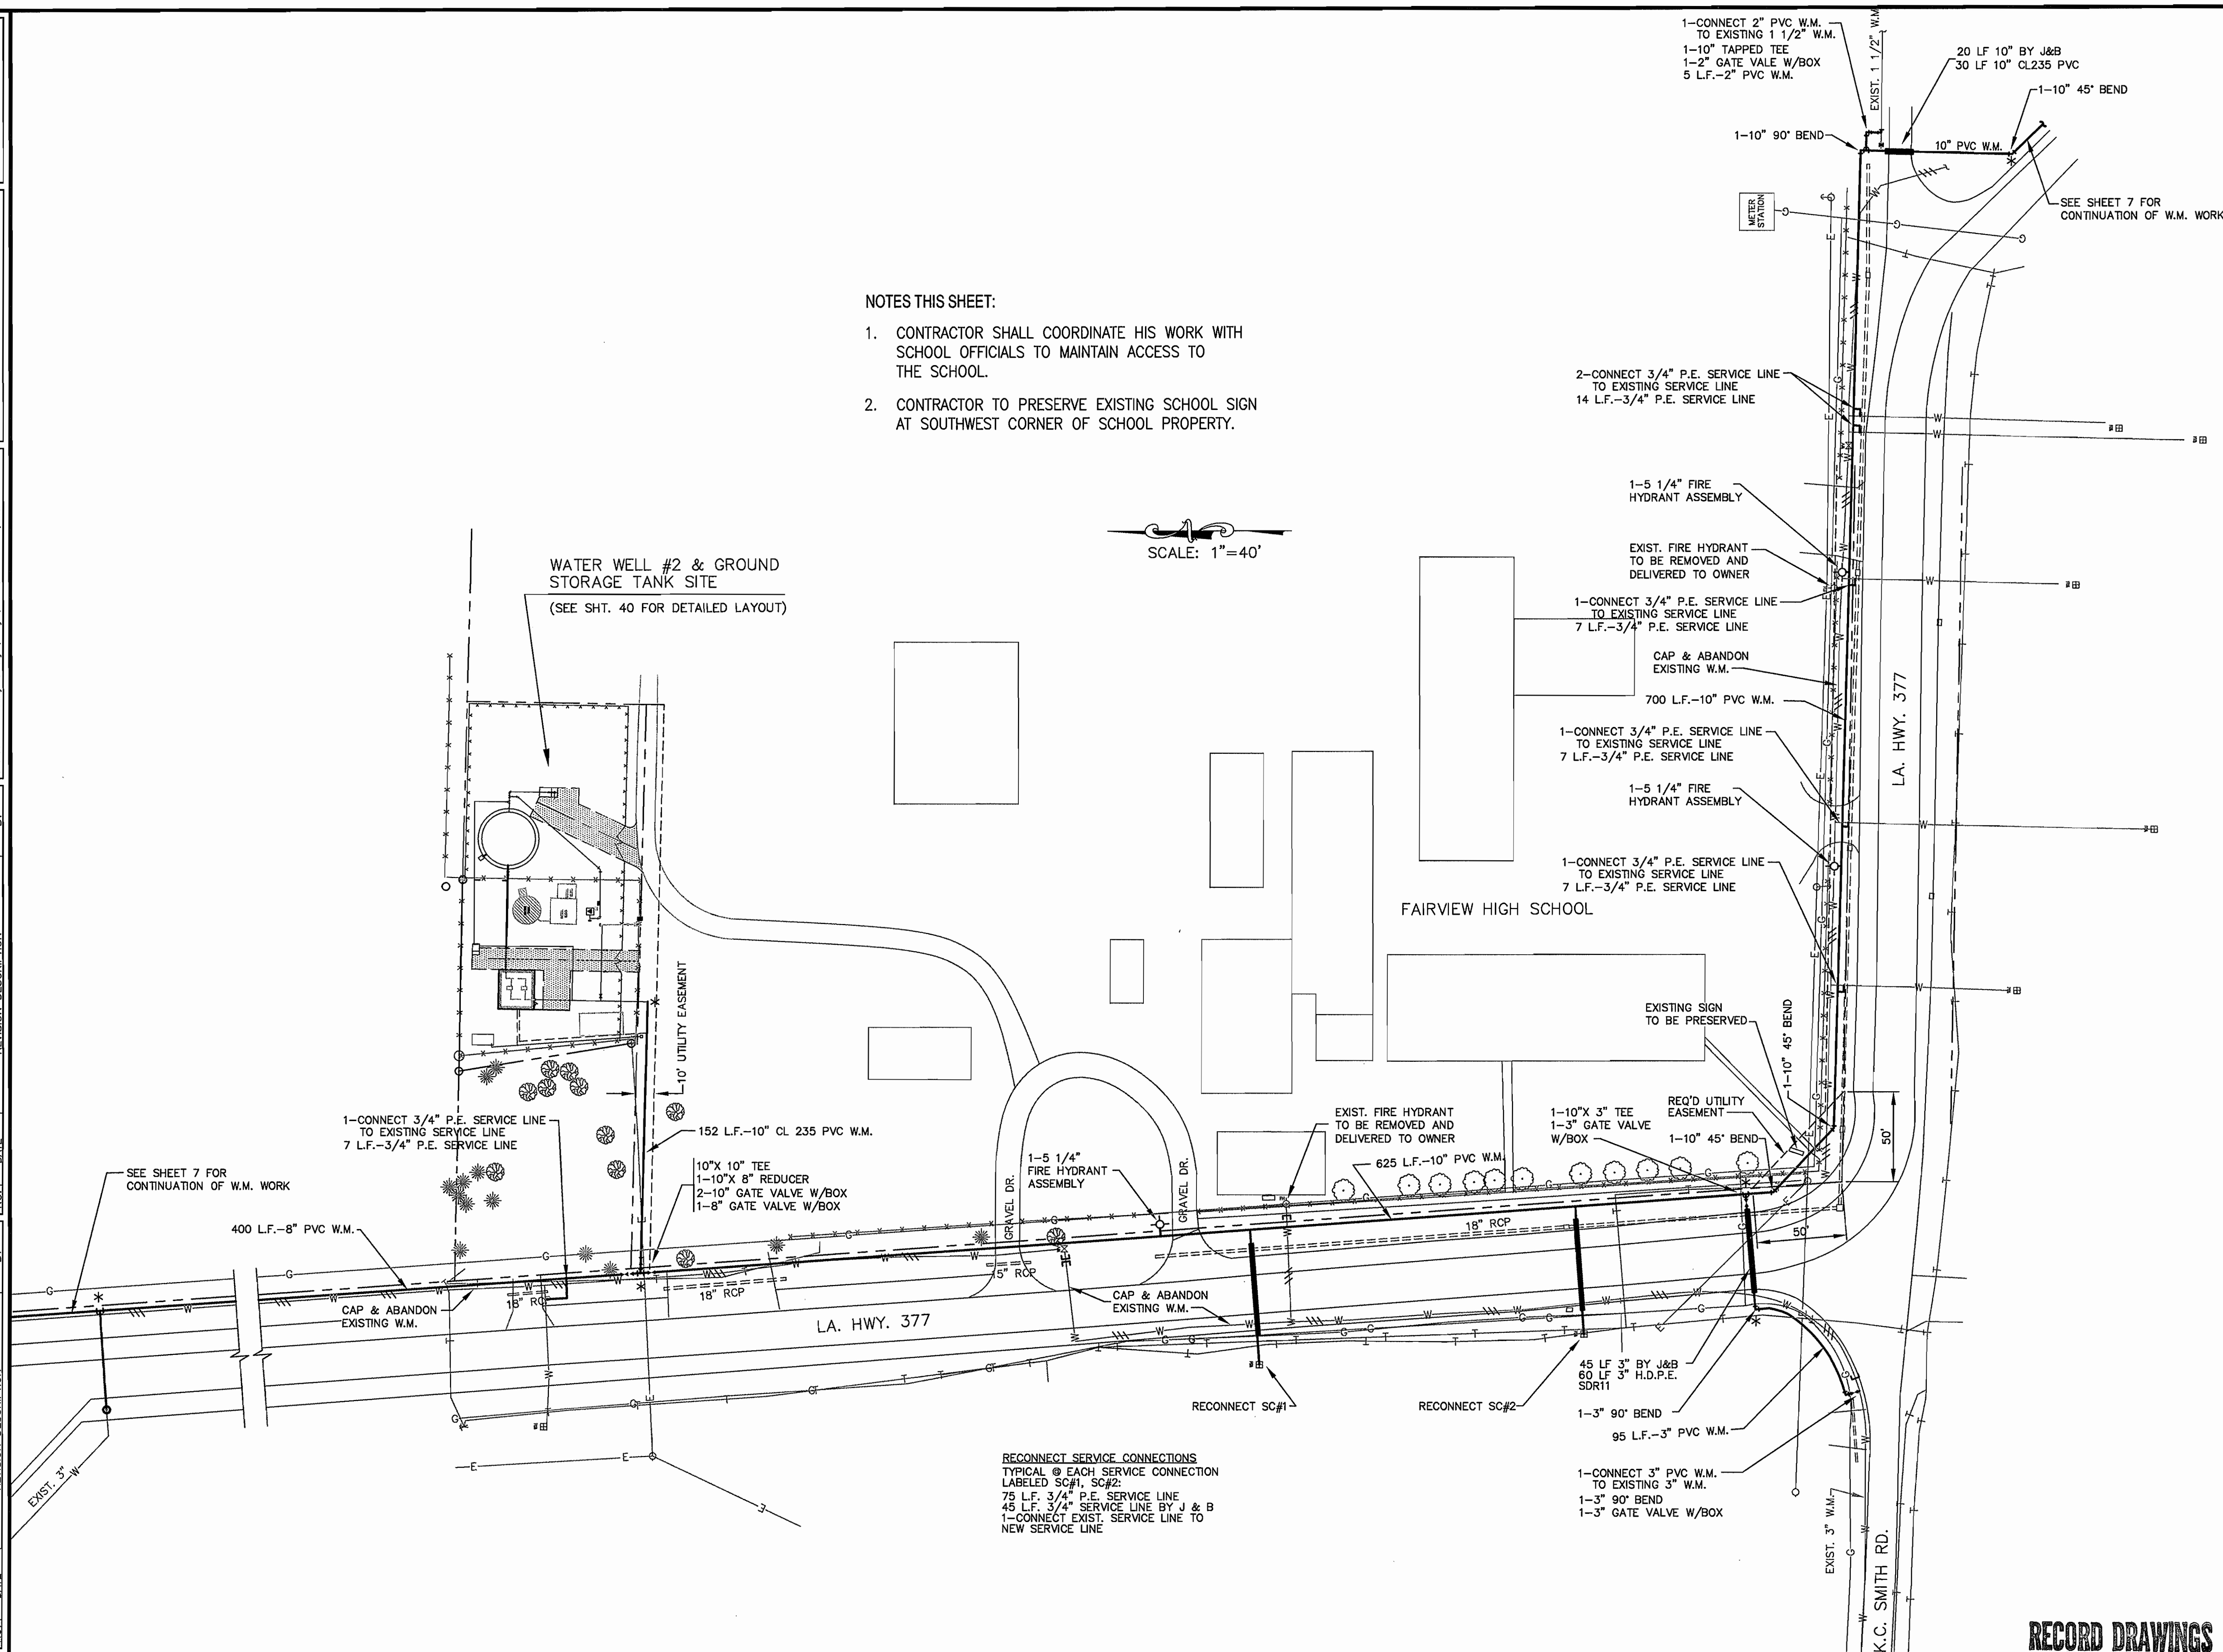 1-CONNECT 2" PVC W.M.
TO EXISTING 1 1/2" W.M.
1-10" TAPPED TEE
1-2" GATE VALE W/BOX
5 L.F.-2" PVC W.M.
EXIST. 1 1/2" W.M.
20 LF 10" BY J&B
30 LF 10" CL235 PVC
1-10" 45° BEND
1-10" 90° BEND
10" PVC W.M.
SEE SHEET 7 FOR
CONTINUATION OF W.M. WORK
METER
STATION
NOTES THIS SHEET:
1. CONTRACTOR SHALL COORDINATE HIS WORK WITH
SCHOOL OFFICIALS TO MAINTAIN ACCESS TO
THE SCHOOL.
2. CONTRACTOR TO PRESERVE EXISTING SCHOOL SIGN
AT SOUTHWEST CORNER OF SCHOOL PROPERTY.
SCALE: 1"=40'
2-CONNECT 3/4" P.E. SERVICE LINE
TO EXISTING SERVICE LINE
14 L.F.-3/4" P.E. SERVICE LINE
1-5 1/4" FIRE
HYDRANT ASSEMBLY
EXIST. FIRE HYDRANT
TO BE REMOVED AND
DELIVERED TO OWNER
1-CONNECT 3/4" P.E. SERVICE LINE
TO EXISTING SERVICE LINE
7 L.F.-3/4" P.E. SERVICE LINE
CAP & ABANDON
EXISTING W.M.
700 L.F.-10" PVC W.M.
1-CONNECT 3/4" P.E. SERVICE LINE
TO EXISTING SERVICE LINE
7 L.F.-3/4" P.E. SERVICE LINE
1-5 1/4" FIRE
HYDRANT ASSEMBLY
1-CONNECT 3/4" P.E. SERVICE LINE
TO EXISTING SERVICE LINE
7 L.F.-3/4" P.E. SERVICE LINE
LA. HWY. 377
WATER WELL #2 & GROUND
STORAGE TANK SITE
(SEE SHT. 40 FOR DETAILED LAYOUT)
FAIRVIEW HIGH SCHOOL
EXISTING SIGN
TO BE PRESERVED
1-10" 45° BEND
10' UTILITY EASEMENT
REQ'D UTILITY
EASEMENT
1-10"X 3" TEE
1-3" GATE VALVE
W/BOX
1-10" 45° BEND
EXIST. FIRE HYDRANT
TO BE REMOVED AND
DELIVERED TO OWNER
625 L.F.-10" PVC W.M.
50'
50'
1-CONNECT 3/4" P.E. SERVICE LINE
TO EXISTING SERVICE LINE
7 L.F.-3/4" P.E. SERVICE LINE
152 L.F.-10" CL 235 PVC W.M.
10"X 10" TEE
1-10"X 8" REDUCER
2-10" GATE VALVE W/BOX
1-8" GATE VALVE W/BOX
1-5 1/4"
FIRE HYDRANT
ASSEMBLY
GRAVEL DR.
GRAVEL DR.
SEE SHEET 7 FOR
CONTINUATION OF W.M. WORK
400 L.F.-8" PVC W.M.
CAP & ABANDON
EXISTING W.M.
18" RCP
18" RCP
15" RCP
18" RCP
CAP & ABANDON
EXISTING W.M.
LA. HWY. 377
EXIST. 3"
RECONNECT SC#1
RECONNECT SC#2
45 LF 3" BY J&B
60 LF 3" H.D.P.E.
SDR11
1-3" 90° BEND
95 L.F.-3" PVC W.M.
1-CONNECT 3" PVC W.M.
TO EXISTING 3" W.M.
1-3" 90° BEND
1-3" GATE VALVE W/BOX
EXIST. 3" W.M.
K.C. SMITH RD.
RECONNECT SERVICE CONNECTIONS
TYPICAL @ EACH SERVICE CONNECTION
LABELED SC#1, SC#2:
75 L.F. 3/4" P.E. SERVICE LINE
45 L.F. 3/4" SERVICE LINE BY J & B
1-CONNECT EXIST. SERVICE LINE TO
NEW SERVICE LINE
RECORD DRAWINGS